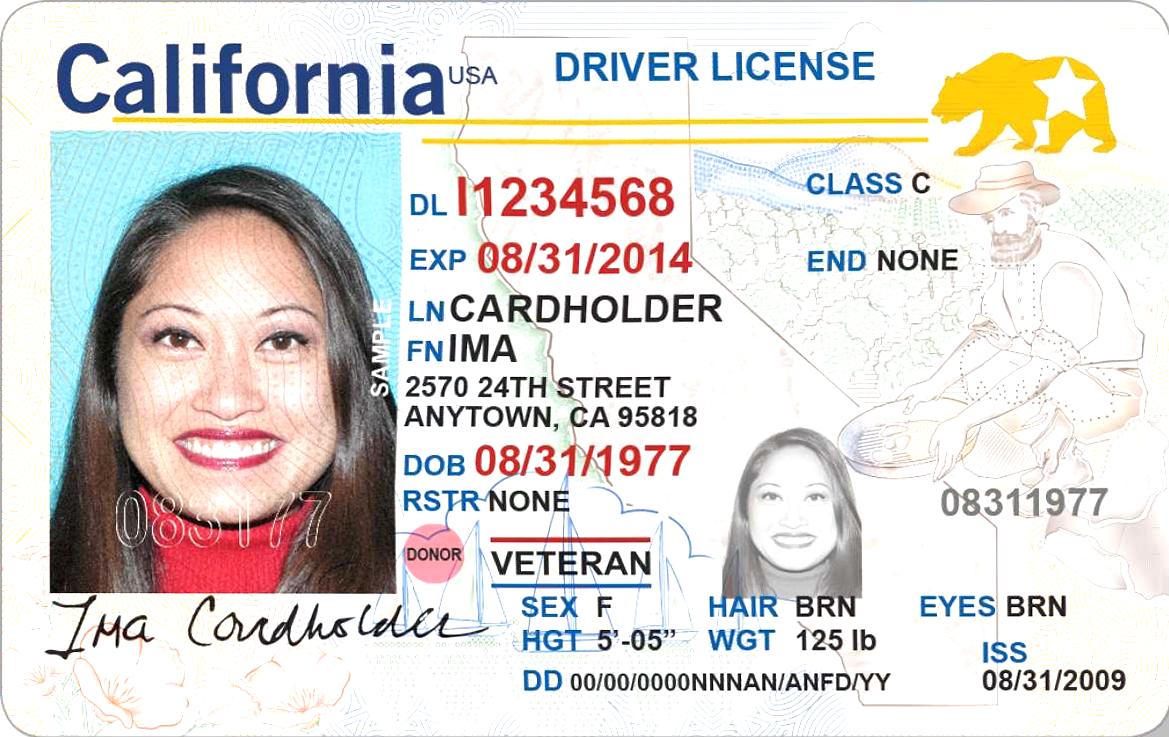 California USA DRIVER LICENSE
DL I1234568
CLASS C
EXP 08/31/2014
END NONE
LN CARDHOLDER
FN IMA
2570 24TH STREET
ANYTOWN, CA 95818
DOB 08/31/1977
RSTR NONE
08311977
SAMPLE
083177
DONOR
VETERAN
SEX F HAIR BRN EYES BRN
HGT 5'-05" WGT 125 lb
ISS
DD 00/00/0000NNNAN/ANFD/YY 08/31/2009
Ima Cardholder